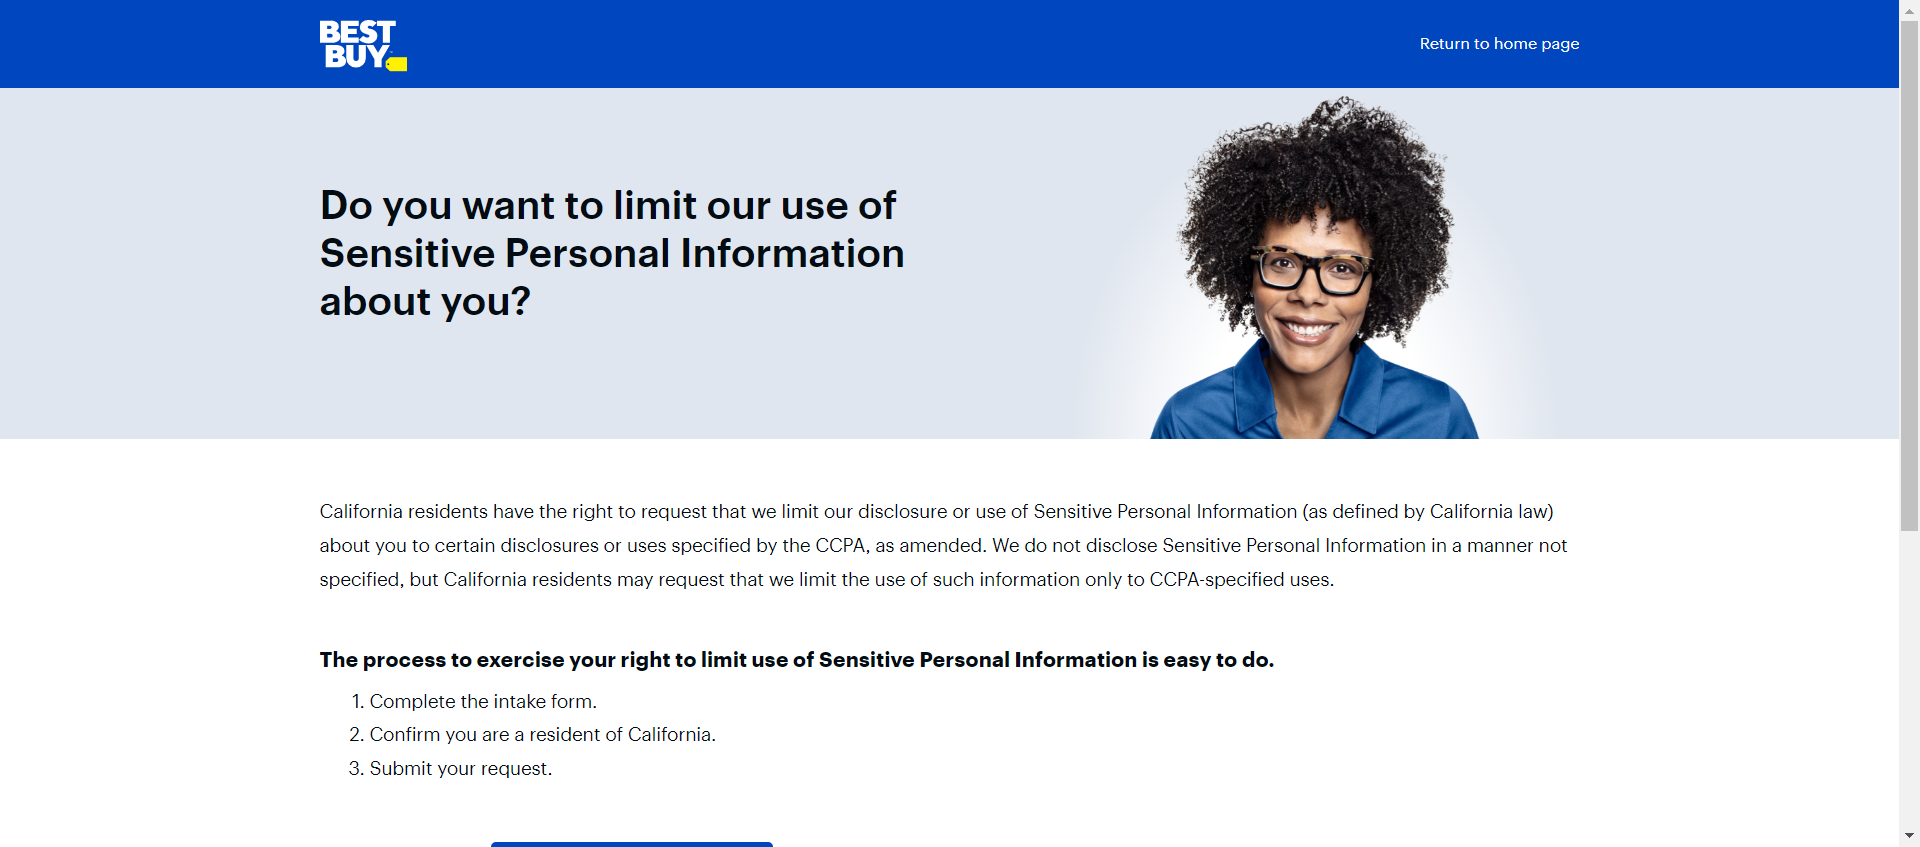 BEST
BUY
Return to home page
Do you want to limit our use of
Sensitive Personal Information
about you?
California residents have the right to request that we limit our disclosure or use of Sensitive Personal Information (as defined by California law)
about you to certain disclosures or uses specified by the CCPA, as amended. We do not disclose Sensitive Personal Information in a manner not
specified, but California residents may request that we limit the use of such information only to CCPA-specified uses.
The process to exercise your right to limit use of Sensitive Personal Information is easy to do.
1. Complete the intake form.
2. Confirm you are a resident of California.
3. Submit your request.